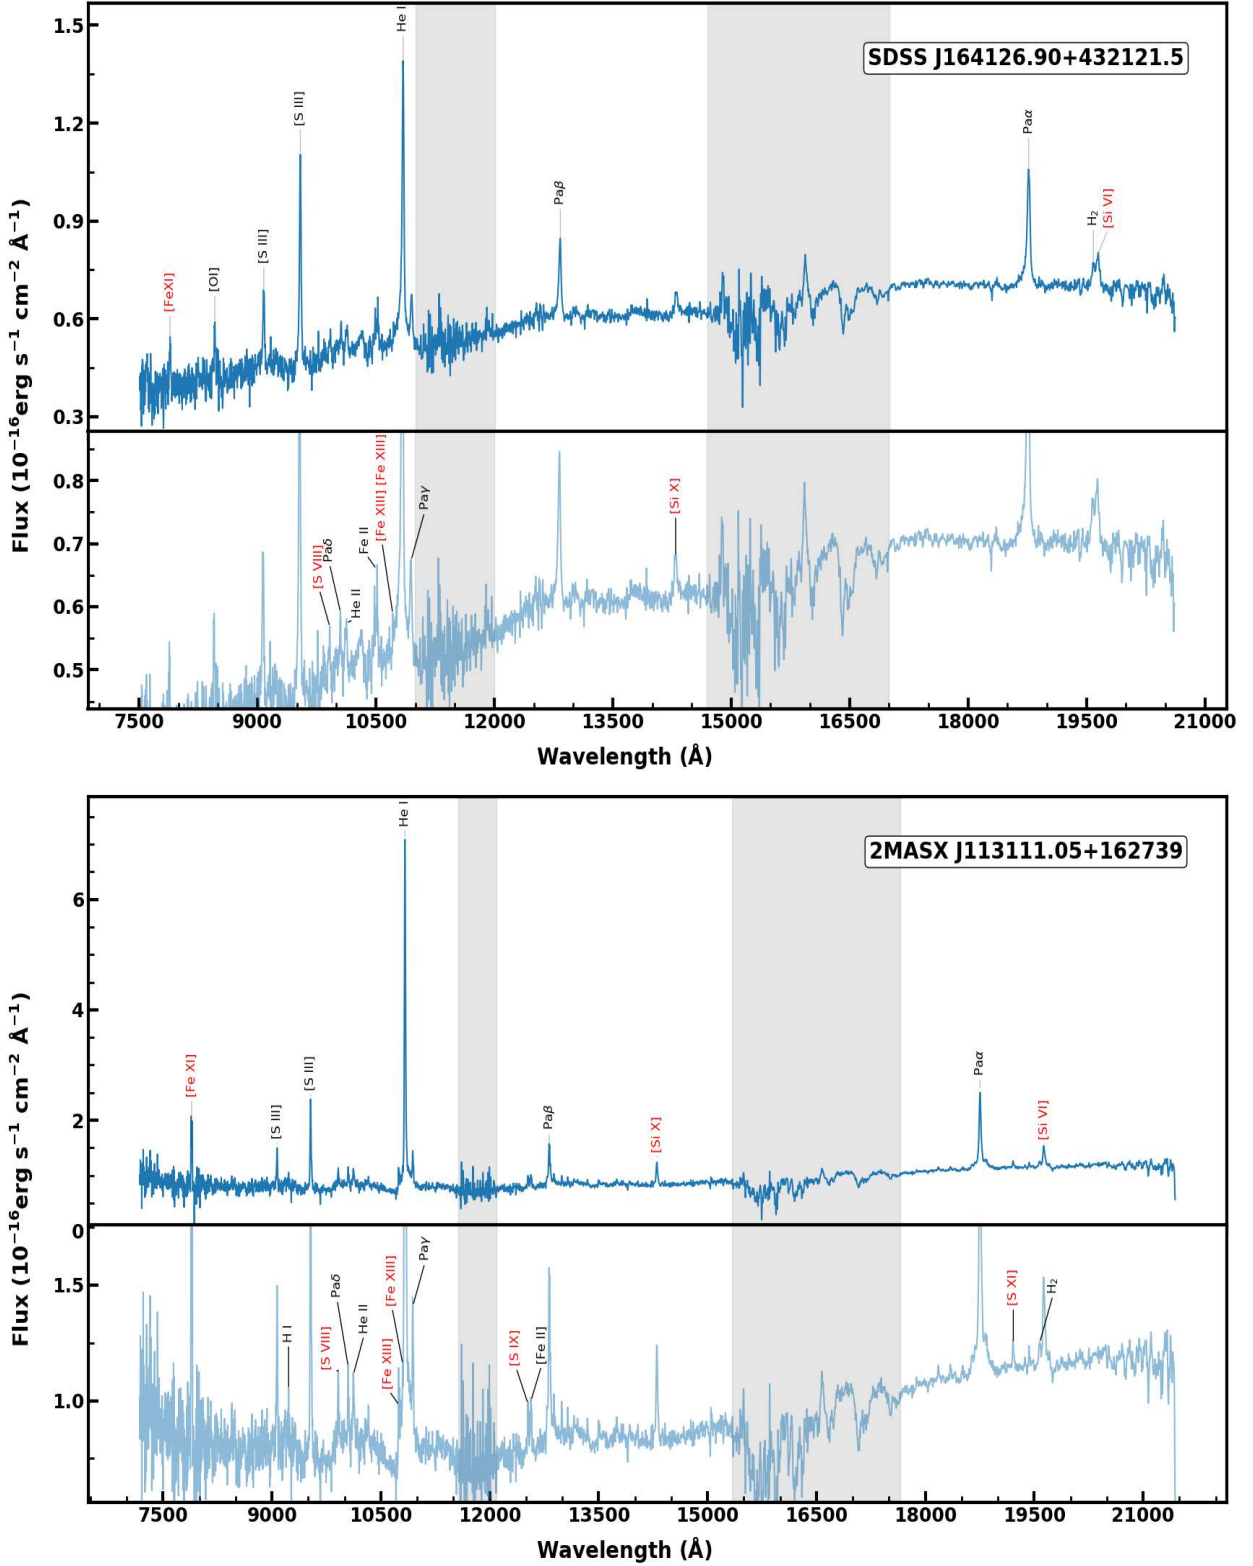 SDSS J164126.90+432121.5
Flux (10⁻¹⁶erg s⁻¹ cm⁻² Å⁻¹)
1.5
1.2
0.9
0.6
0.3
[FeXI]
[OI]
[S III]
[S III]
He I
Paβ
Paα
H₂
[Si VI]
0.8
0.7
0.6
0.5
[S VIII]
Paδ
He II
Fe II
[Fe XIII] [Fe XIII]
Paγ
[Si X]
7500 9000 10500 12000 13500 15000 16500 18000 19500 21000
Wavelength (Å)
2MASX J113111.05+162739
Flux (10⁻¹⁶erg s⁻¹ cm⁻² Å⁻¹)
6
4
2
0
[Fe XI]
[S III]
[S III]
He I
Paβ
[Si X]
Paα
[Si VI]
1.5
1.0
H I
[S VIII]
Paδ
He II
[Fe XIII]
[Fe XIII]
Paγ
[S IX]
[Fe II]
[S XI]
H₂
7500 9000 10500 12000 13500 15000 16500 18000 19500 21000
Wavelength (Å)